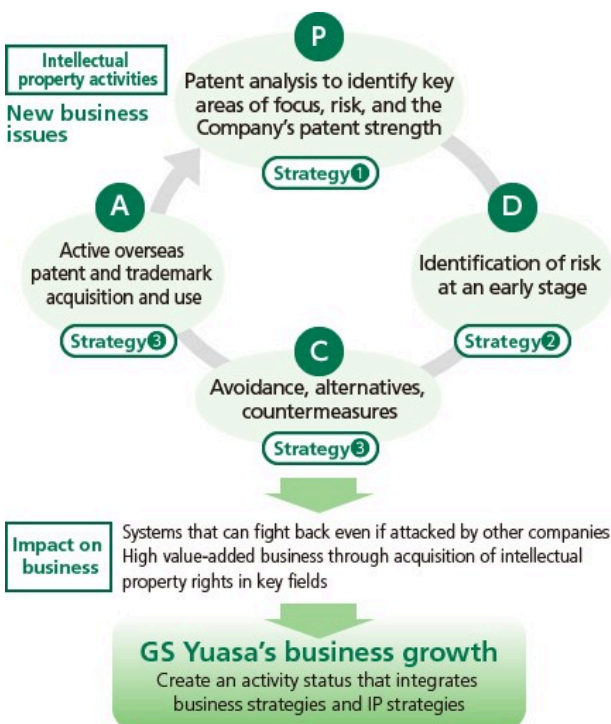 P
Intellectual
property activities
New business
issues
Patent analysis to identify key
areas of focus, risk, and the
Company's patent strength
Strategy❶
A
Active overseas
patent and trademark
acquisition and use
Strategy❸
D
Identification of risk
at an early stage
Strategy❷
C
Avoidance, alternatives,
countermeasures
Strategy❸
Impact on
business
Systems that can fight back even if attacked by other companies
High value-added business through acquisition of intellectual
property rights in key fields
GS Yuasa's business growth
Create an activity status that integrates
business strategies and IP strategies